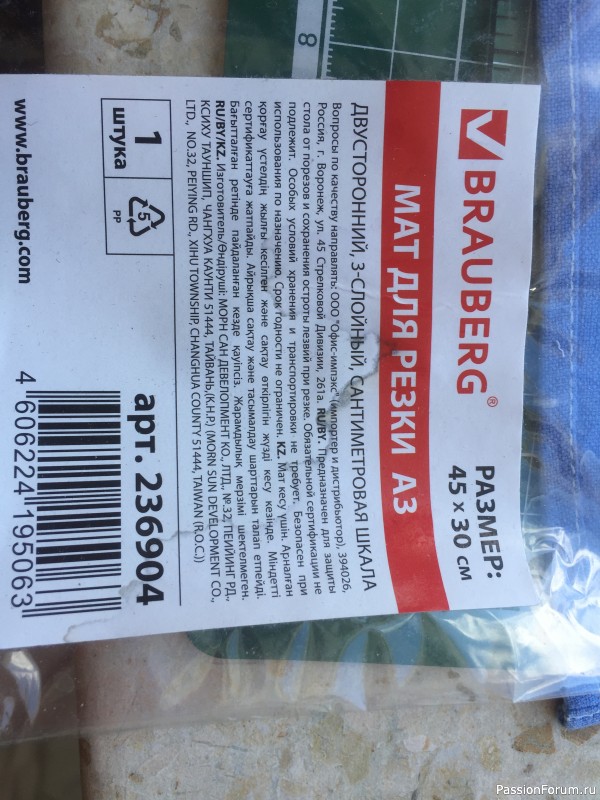 8
BRAUBERG®
РАЗМЕР:
45 x 30 см
МАТ ДЛЯ РЕЗКИ А3
ДВУСТОРОННИЙ, 3-СЛОЙНЫЙ, САНТИМЕТРОВАЯ ШКАЛА
Вопросы по качеству направлять: ООО "Офис-импэкс" (импортер и дистрибьютор), 394026,
Россия, г. Воронеж, ул. 45 Стрелковой Дивизии, 261а. RU/BY. Предназначен для защиты
стола от порезов и сохранения остроты лезвий при резке. Обязательной сертификации не
подлежит. Особых условий хранения и транспортировки не требует. Безопасен при
использовании по назначению. Срок годности не ограничен. KZ. Мат кесу үшін. Арналған
қорғау үстелдің жылғы кесілген және сақтау өткірлігін жүзді кесу кезінде. Міндетті
сертификаттауға жатпайды. Айрықша сақтау және тасымалдау шарттарын талап етпейді.
Бағытталған ретінде пайдаланған кезде қауіпсіз. Жарамдылық мерзімі шектелмеген.
RU/BY/KZ. Изготовитель/Өндіруші: МОРН САН ДЕВЕЛОПМЕНТ КО., ЛТД., № 32, ПЕЙИНГ РД.,
КСИХУ ТАУНШИП, ЧАНГХУА КАУНТИ 51444, ТАЙВАНЬ (К.Н.Р.) (MORN SUN DEVELOPMENT CO.,
LTD., NO.32, PEIYING RD., XIHU TOWNSHIP, CHANGHUA COUNTY 51444, TAIWAN (R.O.C.))
1
штука
5
PP
арт. 236904
www.brauberg.com
4 606224 195063
PassionForum.ru